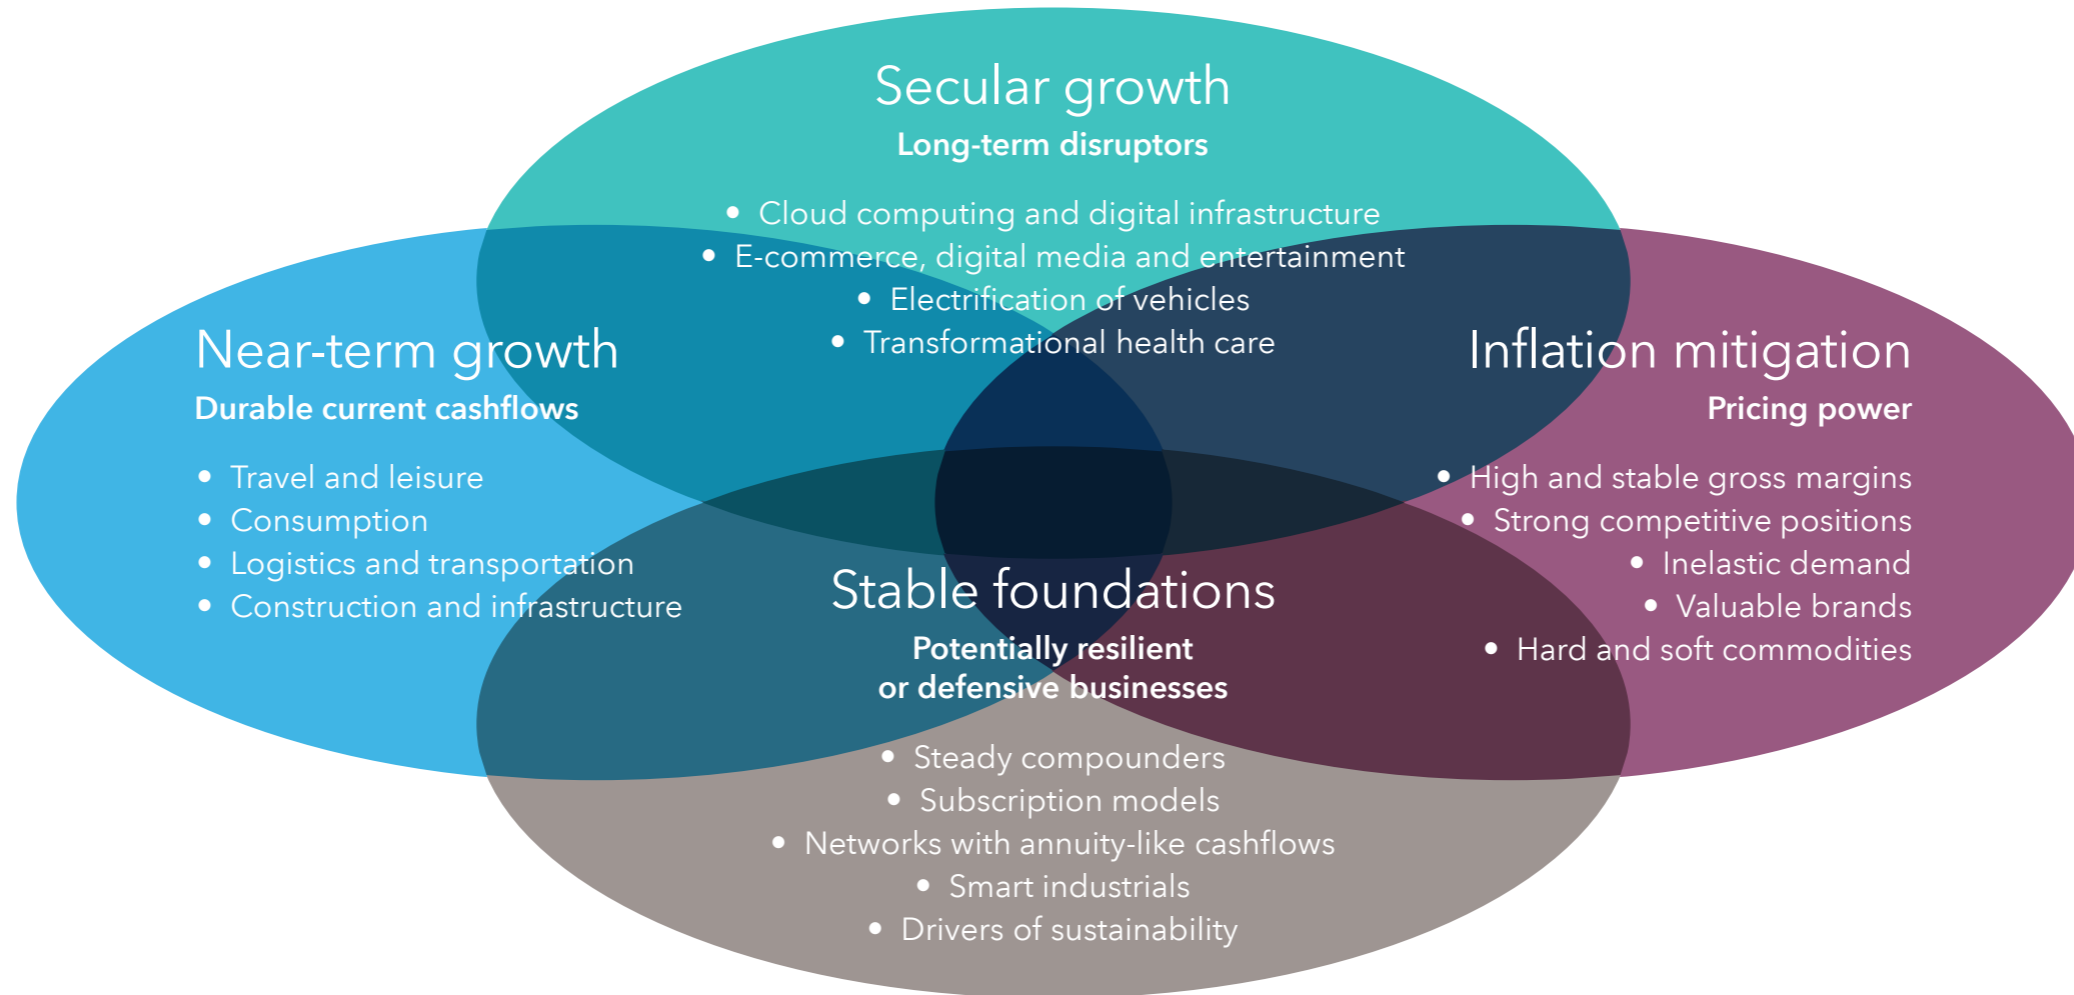 Secular growth
Long-term disruptors
• Cloud computing and digital infrastructure
• E-commerce, digital media and entertainment
• Electrification of vehicles
• Transformational health care
Near-term growth
Durable current cashflows
• Travel and leisure
• Consumption
• Logistics and transportation
• Construction and infrastructure
Inflation mitigation
Pricing power
• High and stable gross margins
• Strong competitive positions
• Inelastic demand
• Valuable brands
• Hard and soft commodities
Stable foundations
Potentially resilient
or defensive businesses
• Steady compounders
• Subscription models
• Networks with annuity-like cashflows
• Smart industrials
• Drivers of sustainability